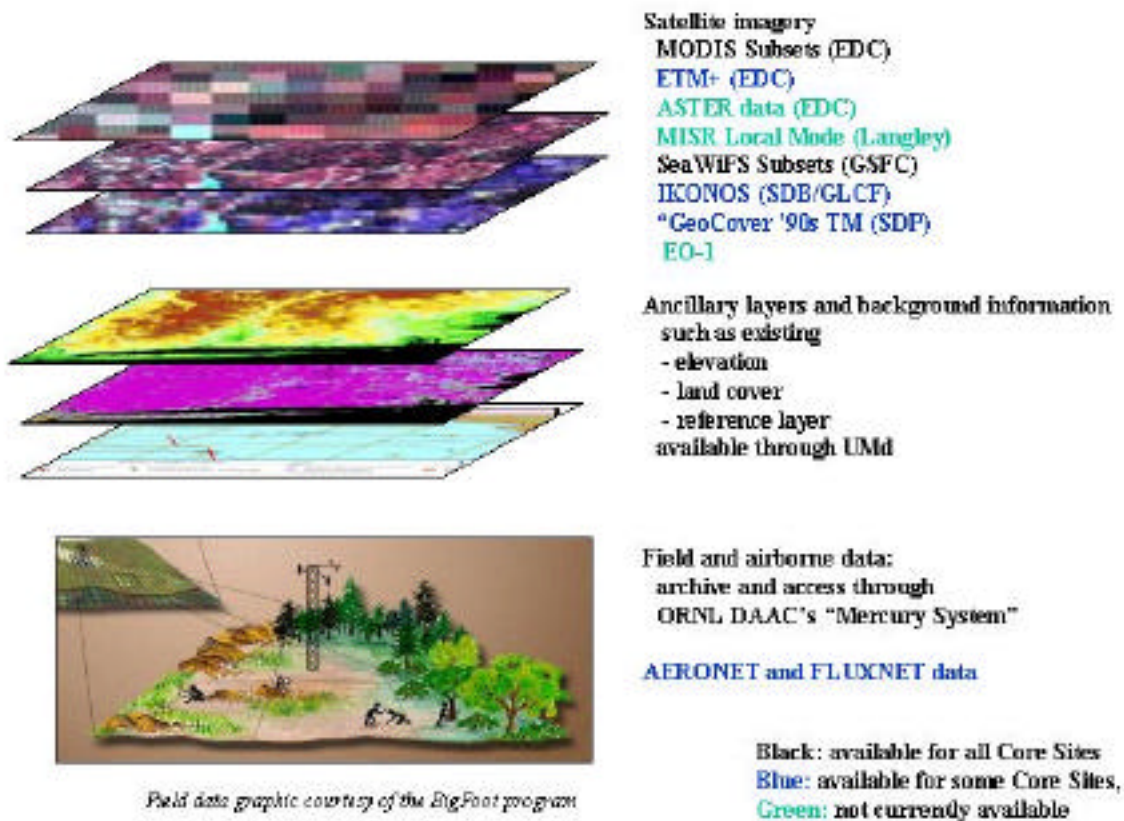 Satellite imagery
MODIS Subsets (EDC)
ETM+ (EDC)
ASTER data (EDC)
MISR Local Mode (Langley)
SeaWiFS Subsets (GSFC)
IKONOS (SDB/GLCF)
“GeoCover '90s TM (SDP)
EO-1
Ancillary layers and background information
such as existing
- elevation
- land cover
- reference layer
available through UMd
Field and airborne data:
archive and access through
ORNL DAAC's “Mercury System”
AERONET and FLUXNET data
Black: available for all Core Sites
Blue: available for some Core Sites,
Green: not currently available
Field data graphic courtesy of the BigFoot program